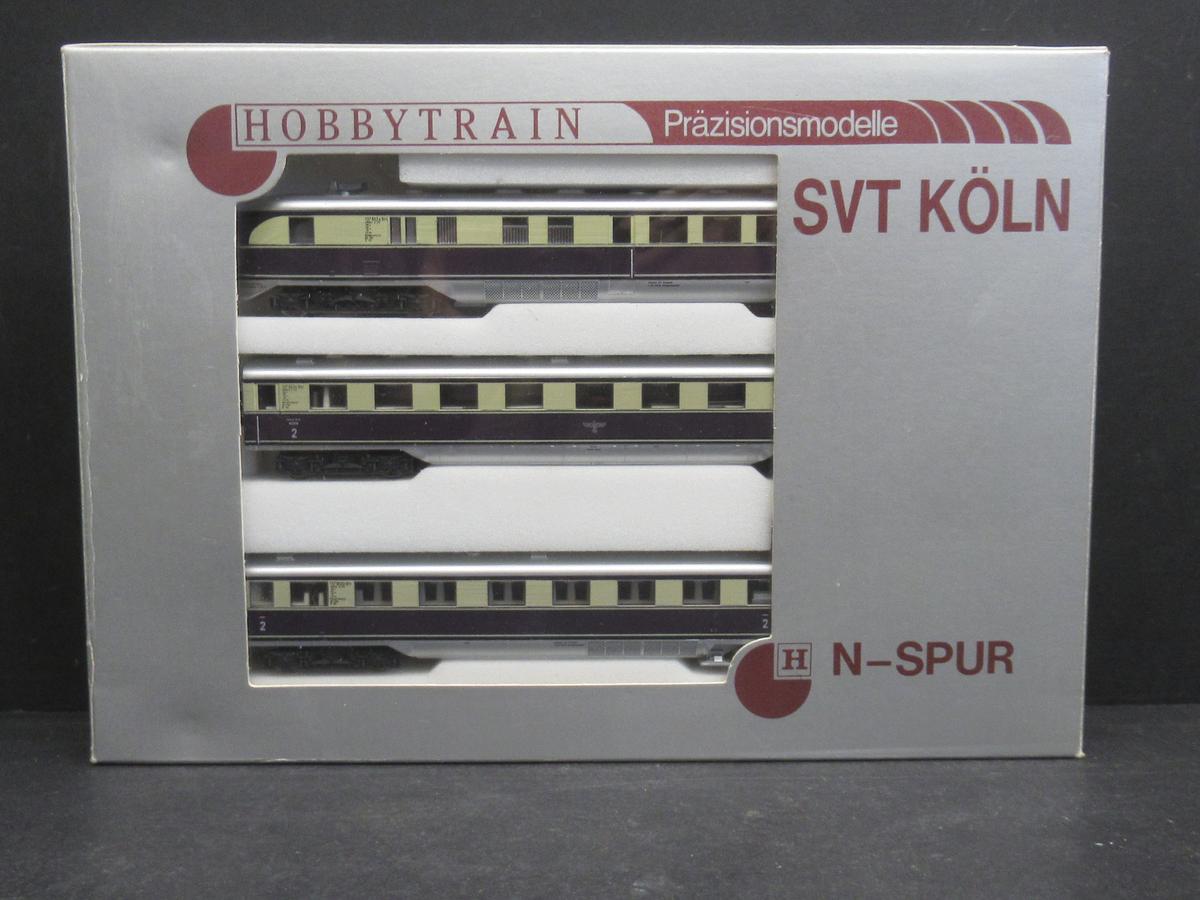 HOBBYTRAIN Präzisionsmodelle
SVT KÖLN
2
2 2
H N-SPUR